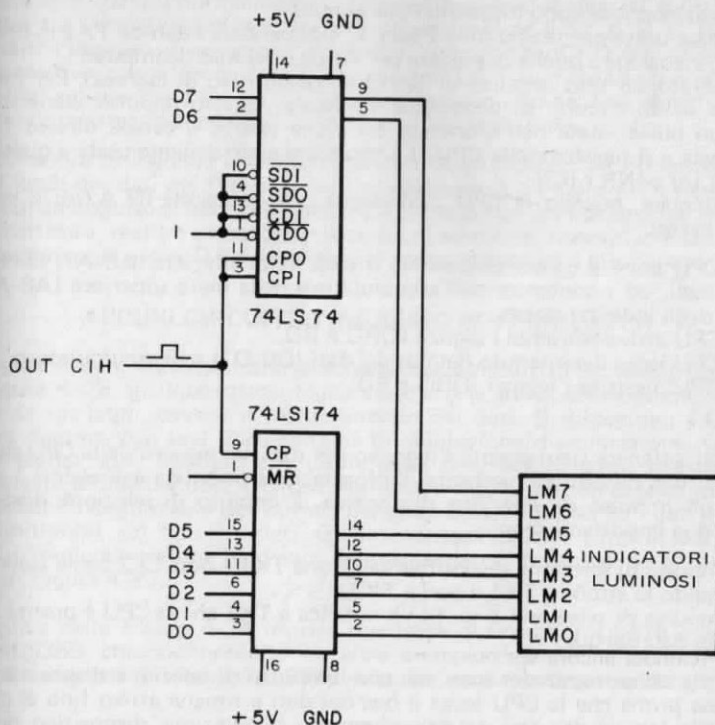 +5V GND
14 7
D7 12 9
D6 2 5
10 SDI
4 SDO
13 CDI
I 1 CDO
11 CPO
3 CPI
74LS74
OUT CIH
74LSI74
9 CP
I 1 MR
D5 15 14
D4 13 12
D3 11 10
D2 6 7
D1 4 5
D0 3 2
16 8
+5V GND
LM7
LM6
LM5
LM4 INDICATORI
LM3 LUMINOSI
LM2
LM1
LM0